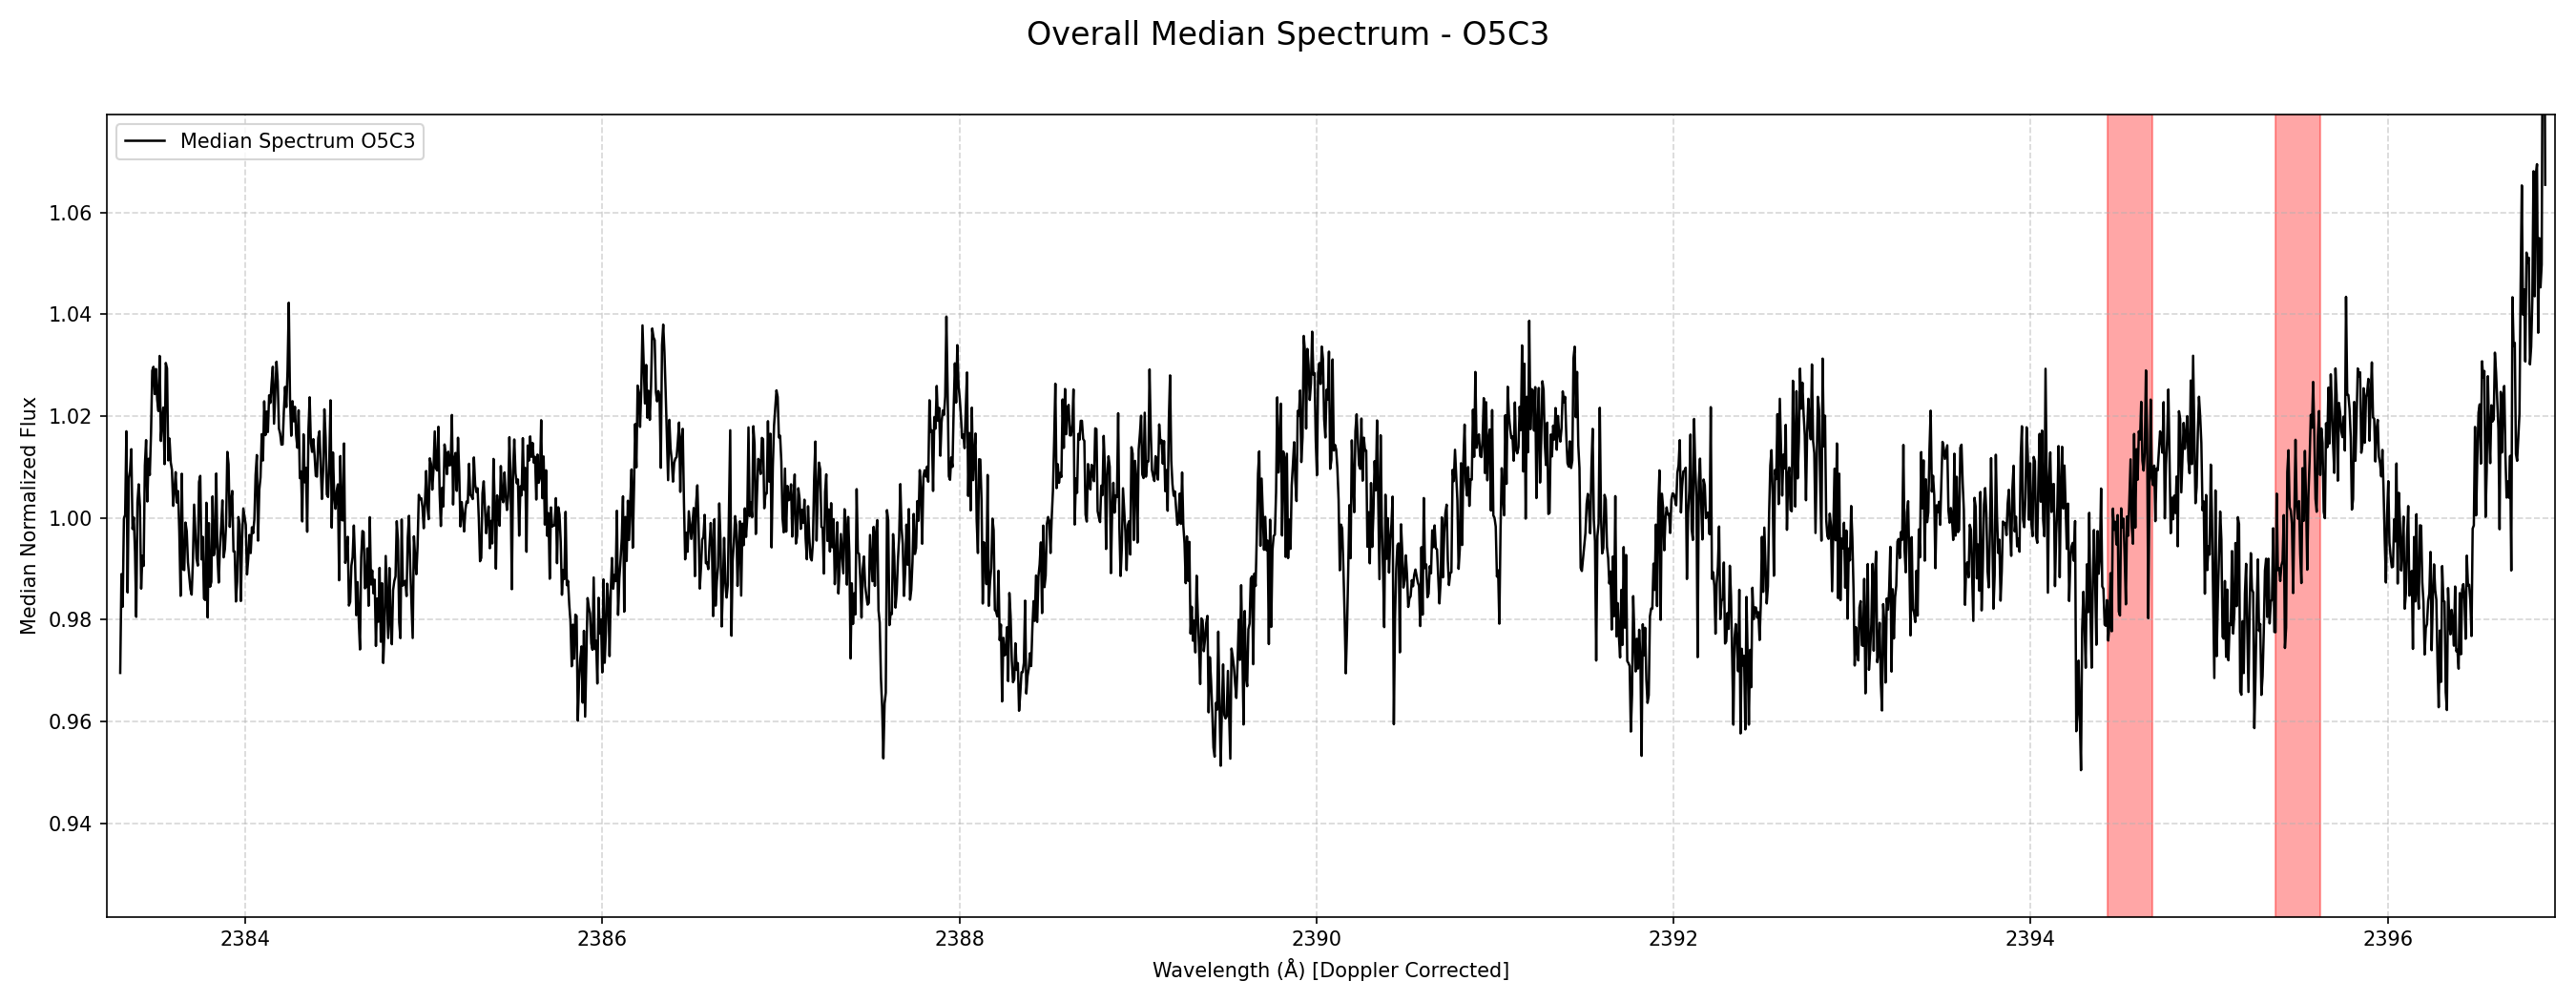 Overall Median Spectrum - O5C3
Median Spectrum O5C3
Median Normalized Flux
1.06
1.04
1.02
1.00
0.98
0.96
0.94
2384 2386 2388 2390 2392 2394 2396
Wavelength (Å) [Doppler Corrected]